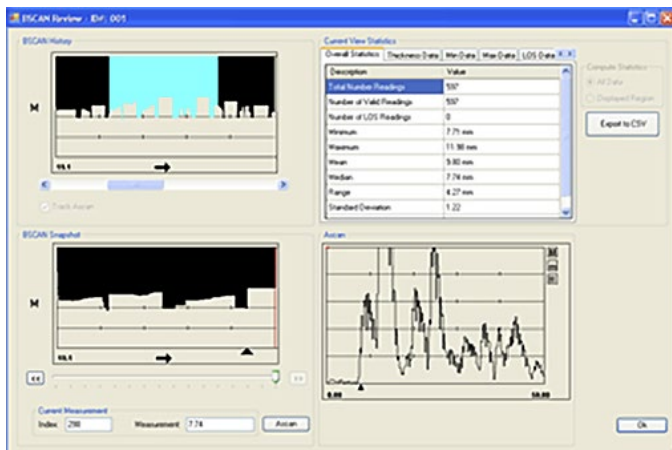 BSCAN Review - ID#: 001
BSCAN History
M
15.1
Track Ascan
Current View Statistics
Overall Statistics Thickness Data Min Data Max Data LOS Data
Description Value
Total Number Readings 597
Number of Valid Readings 597
Number of LOS Readings 0
Minimum 7.71 mm
Maximum 11.98 mm
Mean 9.80 mm
Median 7.74 mm
Range 4.27 mm
Standard Deviation 1.22
Compute Statistics
All Data
Displayed Region
Export to CSV
BSCAN Snapshot
M
15.1
<< >>
Current Measurement
Index 298 Measurement 7.74 Ascan
Ascan
0.00 50.00
Ok